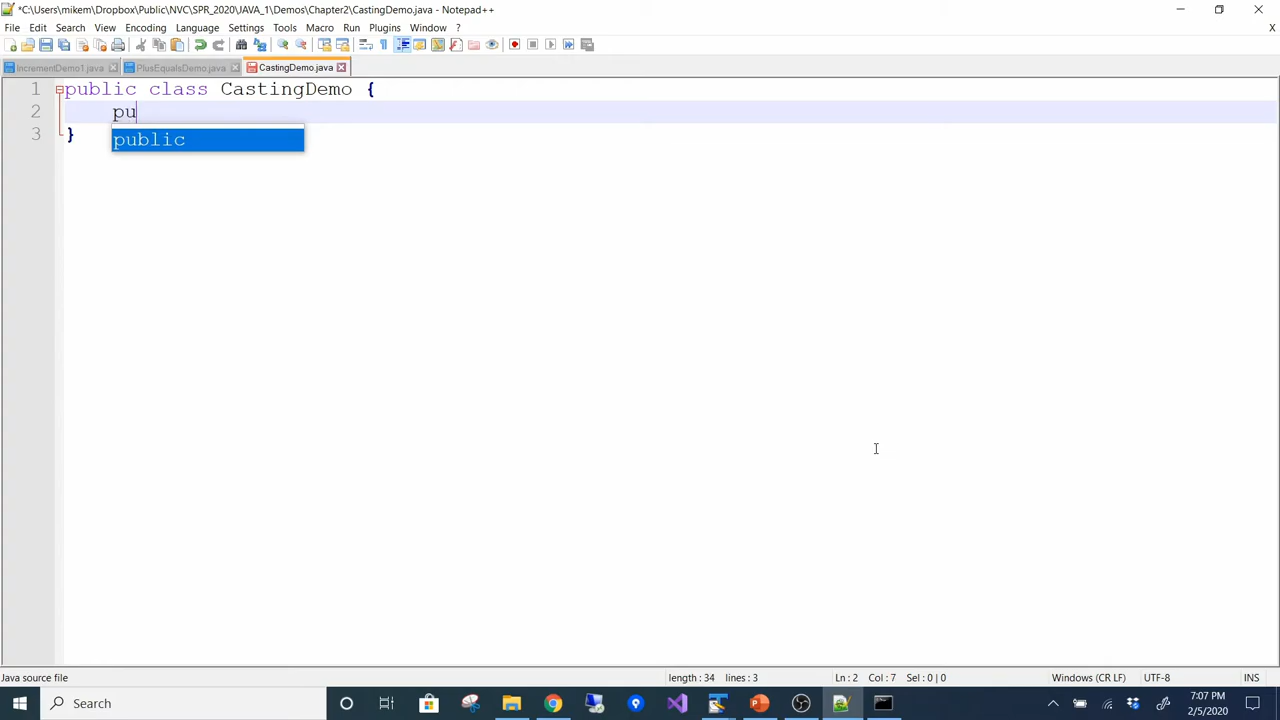 *C:\Users\mikem\Dropbox\Public\NVC\SPR_2020\JAVA_1\Demos\Chapter2\CastingDemo.java - Notepad++
File Edit Search View Encoding Language Settings Tools Macro Run Plugins Window ? X
IncrementDemo1.java PlusEqualsDemo.java CastingDemo.java
1 public class CastingDemo {
2 pu
public
3 }
Java source file length : 34 lines : 3 Ln : 2 Col : 7 Sel : 0 | 0 Windows (CR LF) UTF-8 INS
Search 7:07 PM
2/5/2020